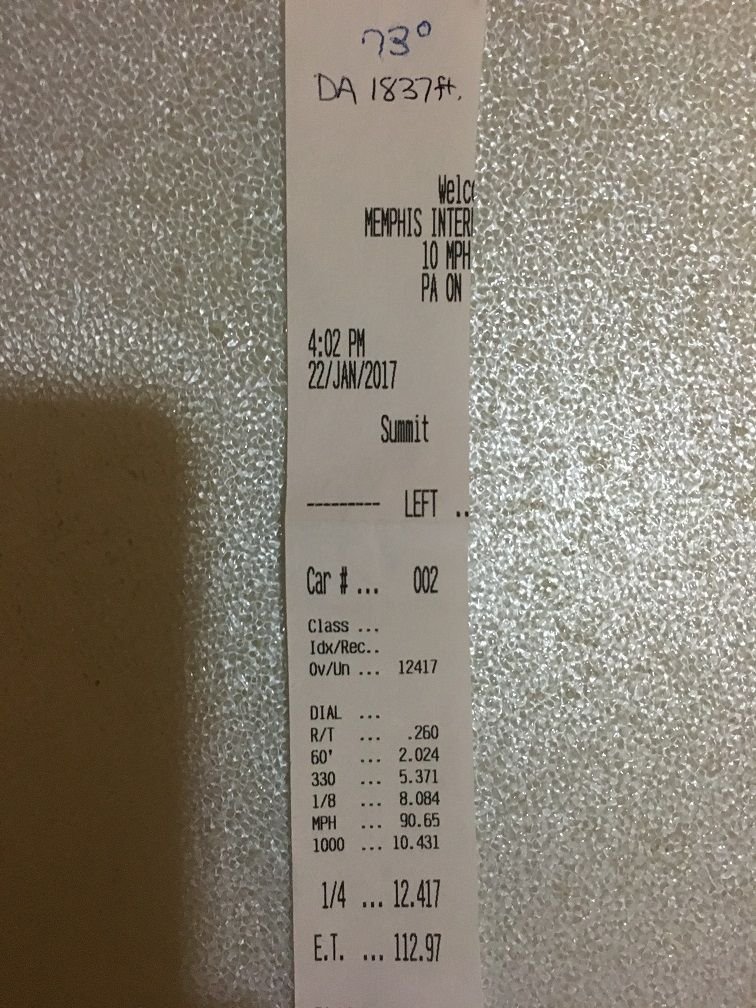 73°
DA 1837ft.
Welc
MEMPHIS INTER
10 MPH
PA ON
4:02 PM
22/JAN/2017
Summit
--------- LEFT ..
Car # ... 002
Class ...
Idx/Rec..
Ov/Un ... 12417
DIAL ...
R/T ... .260
60' ... 2.024
330 ... 5.371
1/8 ... 8.084
MPH ... 90.65
1000 ... 10.431
1/4 ... 12.417
E.T. ... 112.97